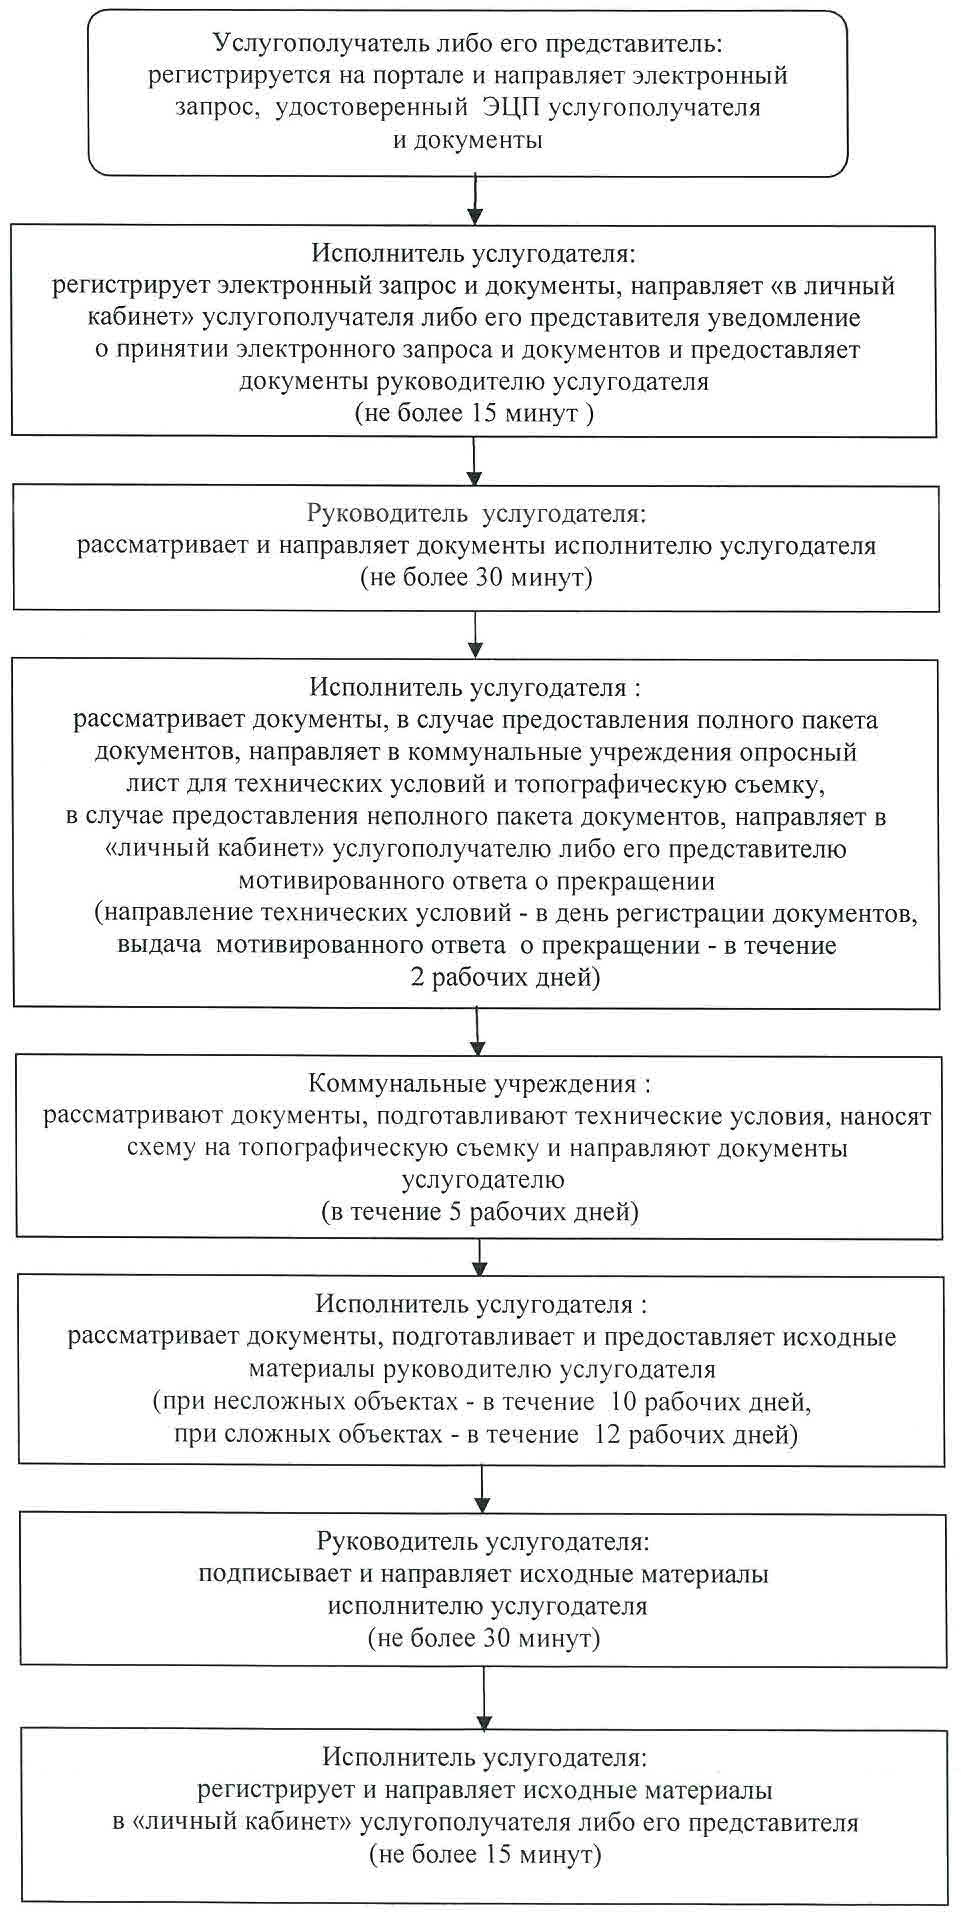 Услугополучатель либо его представитель:
регистрируется на портале и направляет электронный
запрос, удостоверенный ЭЦП услугополучателя
и документы
Исполнитель услугодателя:
регистрирует электронный запрос и документы, направляет «в личный
кабинет» услугополучателя либо его представителя уведомление
о принятии электронного запроса и документов и предоставляет
документы руководителю услугодателя
(не более 15 минут )
Руководитель услугодателя:
рассматривает и направляет документы исполнителю услугодателя
(не более 30 минут)
Исполнитель услугодателя :
рассматривает документы, в случае предоставления полного пакета
документов, направляет в коммунальные учреждения опросный
лист для технических условий и топографическую съемку,
в случае предоставления неполного пакета документов, направляет в
«личный кабинет» услугополучателю либо его представителю
мотивированного ответа о прекращении
(направление технических условий - в день регистрации документов,
выдача мотивированного ответа о прекращении - в течение
2 рабочих дней)
Коммунальные учреждения :
рассматривают документы, подготавливают технические условия, наносят
схему на топографическую съемку и направляют документы
услугодателю
(в течение 5 рабочих дней)
Исполнитель услугодателя :
рассматривает документы, подготавливает и предоставляет исходные
материалы руководителю услугодателя
(при несложных объектах - в течение 10 рабочих дней,
при сложных объектах - в течение 12 рабочих дней)
Руководитель услугодателя:
подписывает и направляет исходные материалы
исполнителю услугодателя
(не более 30 минут)
Исполнитель услугодателя:
регистрирует и направляет исходные материалы
в «личный кабинет» услугополучателя либо его представителя
(не более 15 минут)